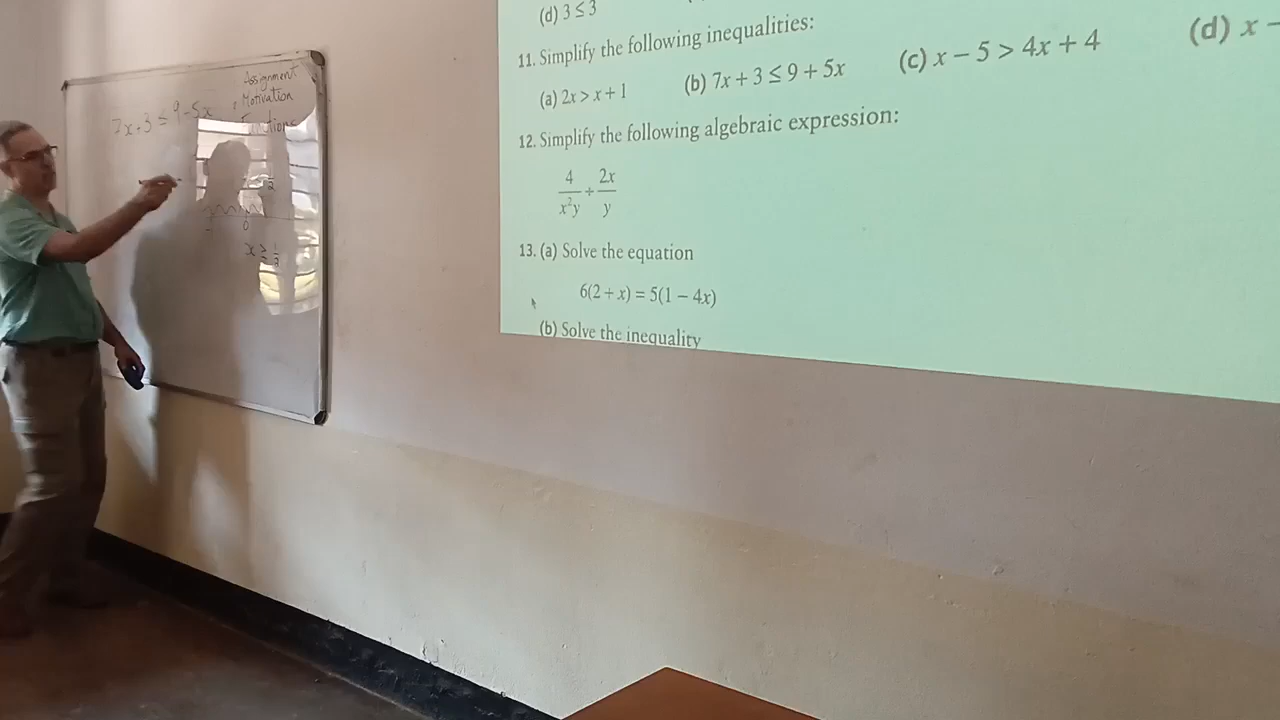 Assignment
Motivation
7x+3 ≤ 9-5x
x ≥ 1/3
(d) 3 ≤ 3
11. Simplify the following inequalities:
(a) 2x > x + 1 (b) 7x + 3 ≤ 9 + 5x (c) x − 5 > 4x + 4 (d) x −
12. Simplify the following algebraic expression:
4/x²y ÷ 2x/y
13. (a) Solve the equation
6(2 + x) = 5(1 − 4x)
(b) Solve the inequality